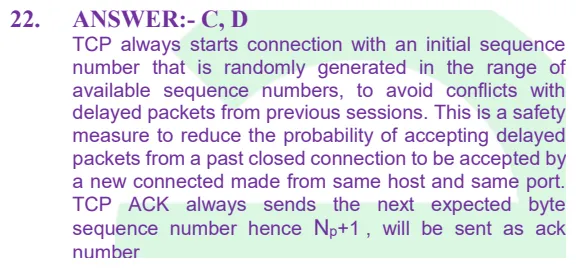 22. ANSWER:- C, D
TCP always starts connection with an initial sequence
number that is randomly generated in the range of
available sequence numbers, to avoid conflicts with
delayed packets from previous sessions. This is a safety
measure to reduce the probability of accepting delayed
packets from a past closed connection to be accepted by
a new connected made from same host and same port.
TCP ACK always sends the next expected byte
sequence number hence Np+1 , will be sent as ack
number